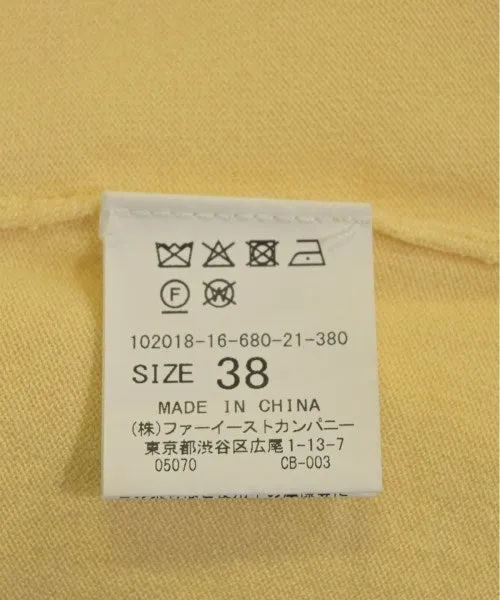 F W
102018-16-680-21-380
SIZE 38
MADE IN CHINA
(株)ファーイーストカンパニー
東京都渋谷区広尾1-13-7
05070 CB-003